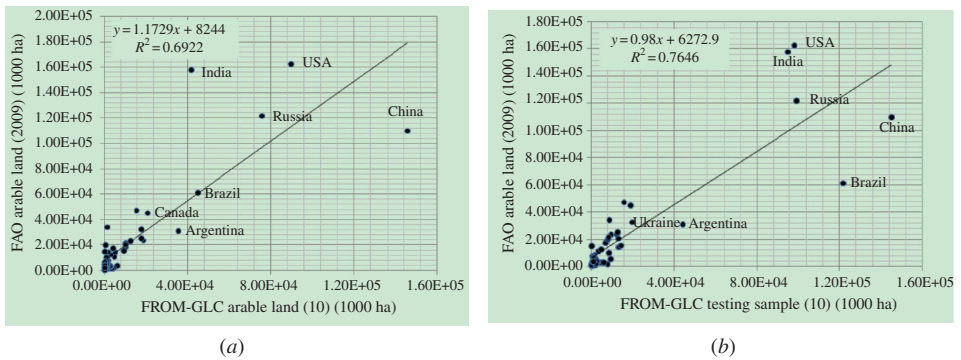 2.00E+05
1.80E+05
1.60E+05
1.40E+05
1.20E+05
1.00E+05
8.00E+04
6.00E+04
4.00E+04
2.00E+04
0.00E+00
FAO arable land (2009) (1000 ha)
y=1.1729x + 8244
R²=0.6922
India
USA
Russia
China
Brazil
Canada
Argentina
0.00E+00 4.00E+04 8.00E+04 1.20E+05 1.60E+05
FROM-GLC arable land (10) (1000 ha)
(a)
1.80E+05
1.60E+05
1.40E+05
1.20E+05
1.00E+05
8.00E+04
6.00E+04
4.00E+04
2.00E+04
0.00E+00
FAO arable land (2009) (1000 ha)
y=0.98x + 6272.9
R²=0.7646
USA
India
Russia
China
Brazil
Ukraine
Argentina
0.00E+00 4.00E+04 8.00E+04 1.20E+05 1.60E+05
FROM-GLC testing sample (10) (1000 ha)
(b)